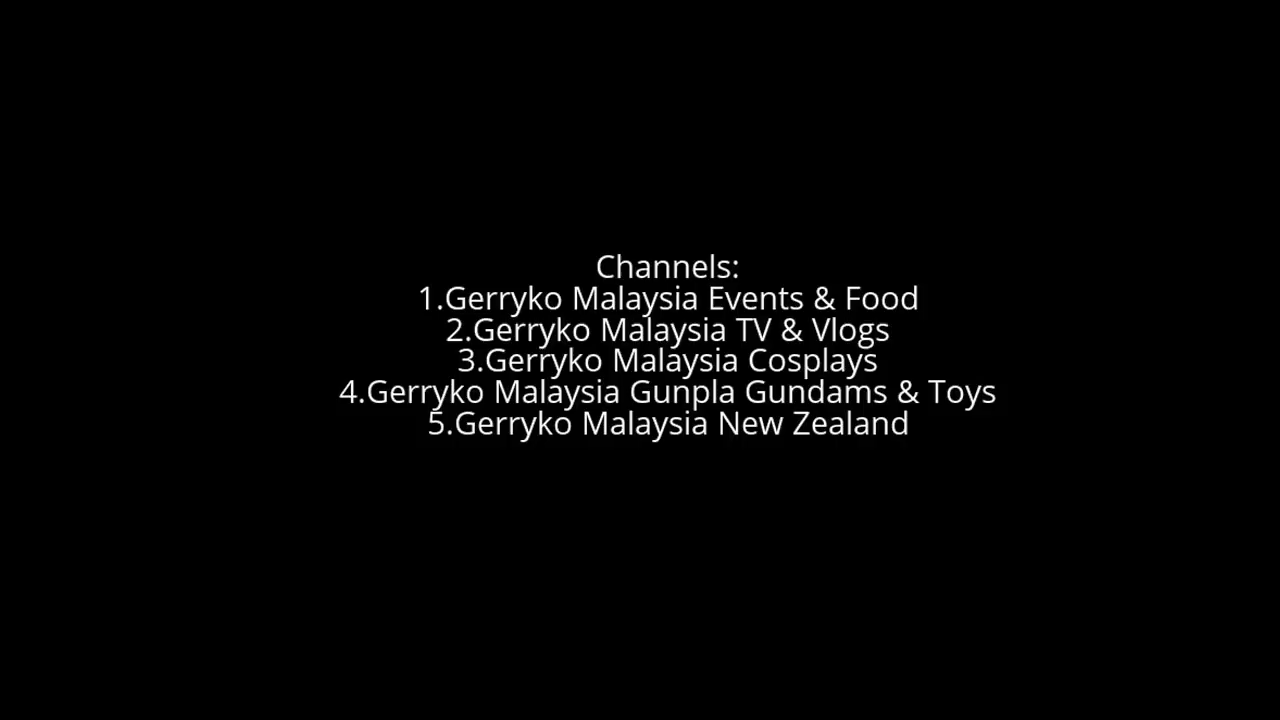 Channels:
1.Gerryko Malaysia Events & Food
2.Gerryko Malaysia TV & Vlogs
3.Gerryko Malaysia Cosplays
4.Gerryko Malaysia Gunpla Gundams & Toys
5.Gerryko Malaysia New Zealand